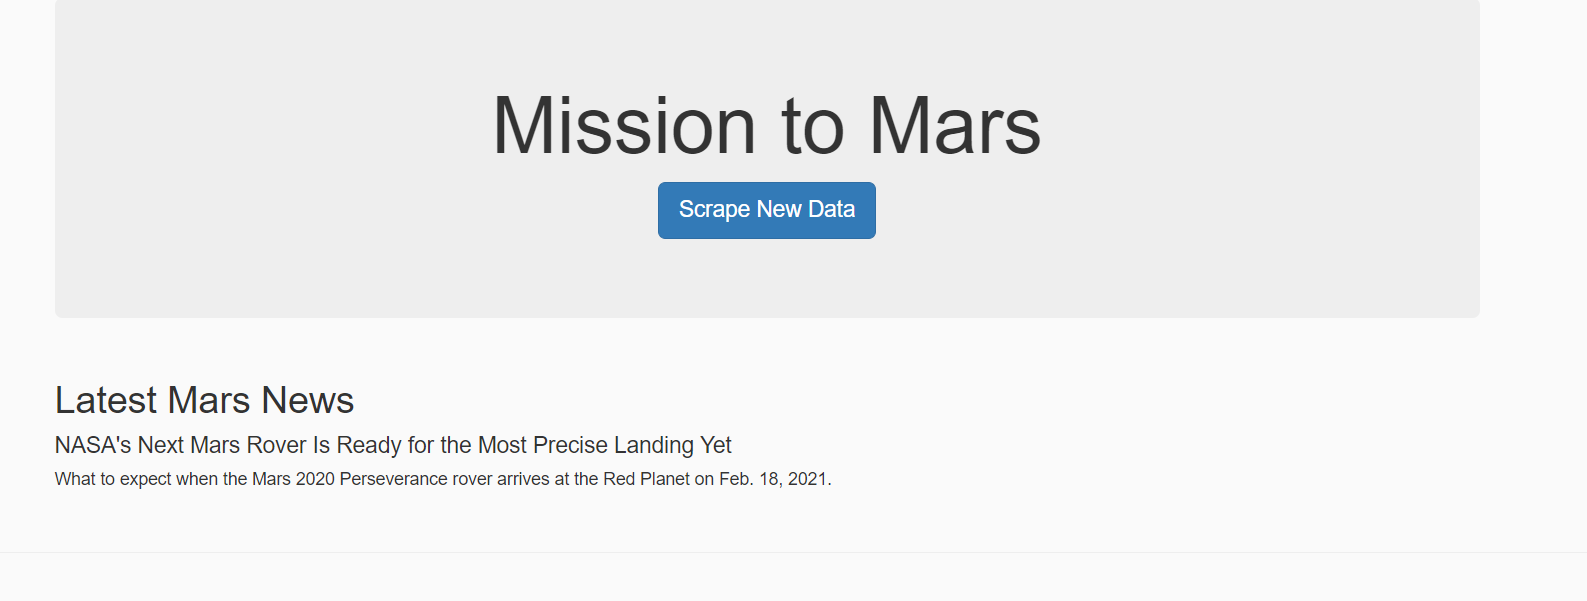 Mission to Mars
Scrape New Data
Latest Mars News
NASA's Next Mars Rover Is Ready for the Most Precise Landing Yet
What to expect when the Mars 2020 Perseverance rover arrives at the Red Planet on Feb. 18, 2021.